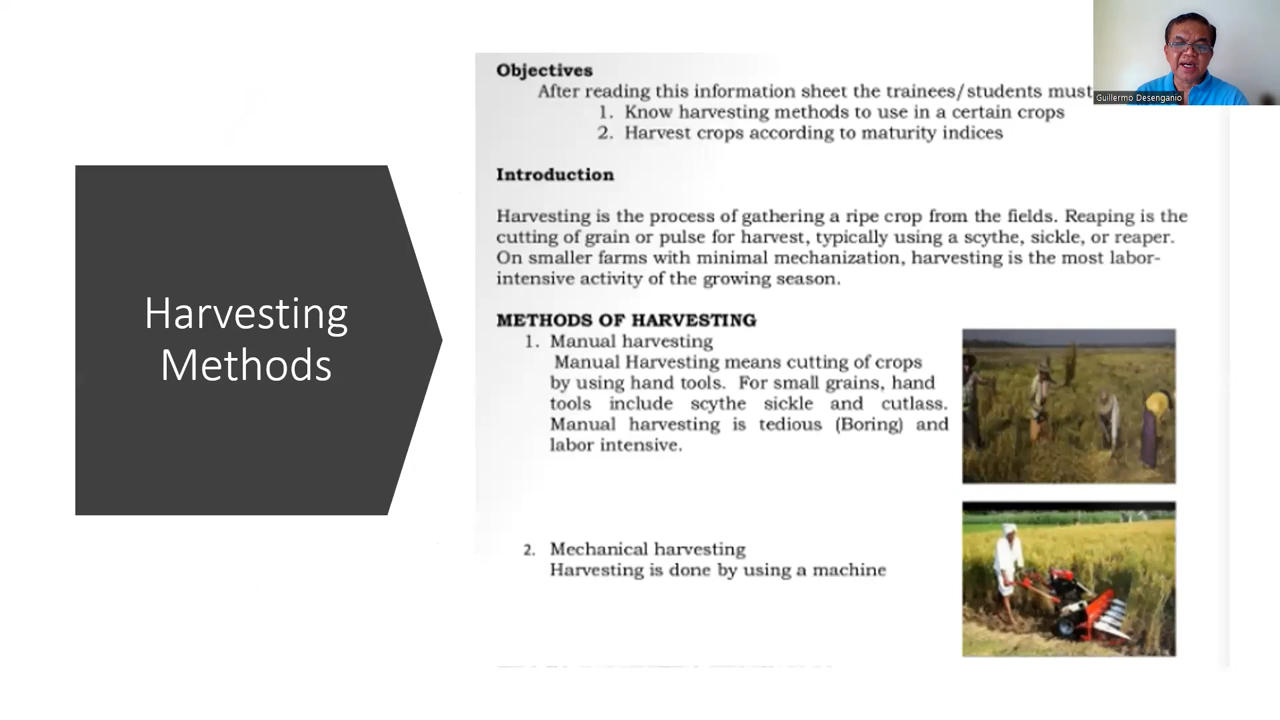 Harvesting
Methods
Objectives
After reading this information sheet the trainees/students must
1. Know harvesting methods to use in a certain crops
2. Harvest crops according to maturity indices
Introduction
Harvesting is the process of gathering a ripe crop from the fields. Reaping is the
cutting of grain or pulse for harvest, typically using a scythe, sickle, or reaper.
On smaller farms with minimal mechanization, harvesting is the most labor-
intensive activity of the growing season.
METHODS OF HARVESTING
1. Manual harvesting
Manual Harvesting means cutting of crops
by using hand tools. For small grains, hand
tools include scythe sickle and cutlass.
Manual harvesting is tedious (Boring) and
labor intensive.
2. Mechanical harvesting
Harvesting is done by using a machine
Guillermo Desenganio